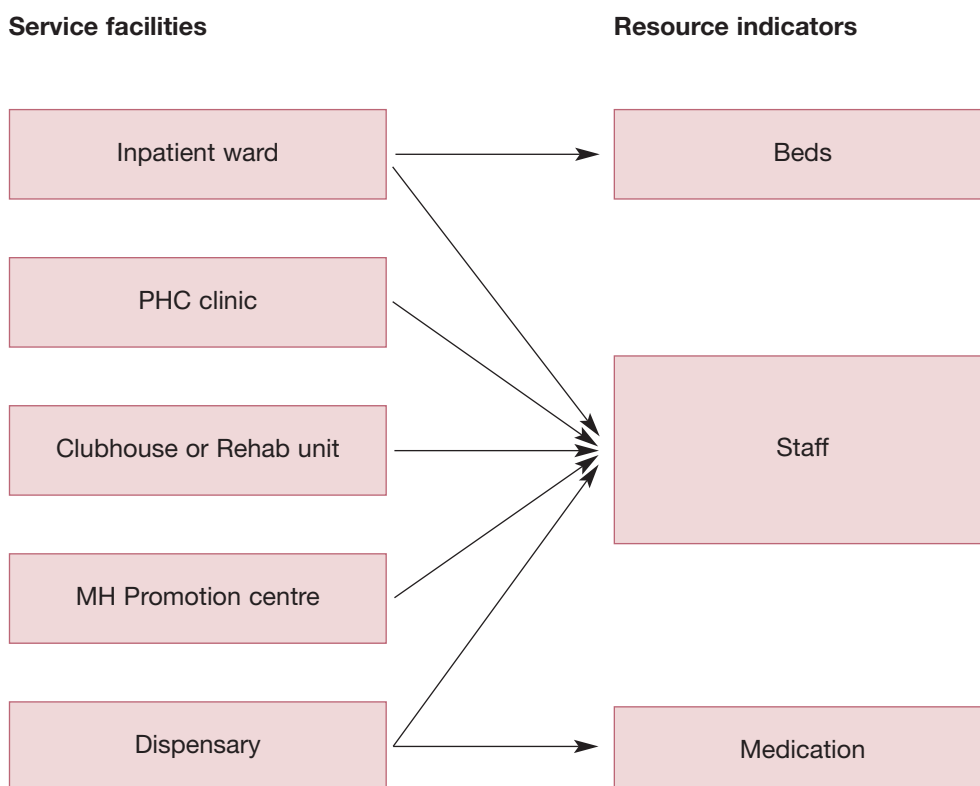 Service facilities
Resource indicators
Inpatient ward
Beds
PHC clinic
Clubhouse or Rehab unit
Staff
MH Promotion centre
Dispensary
Medication